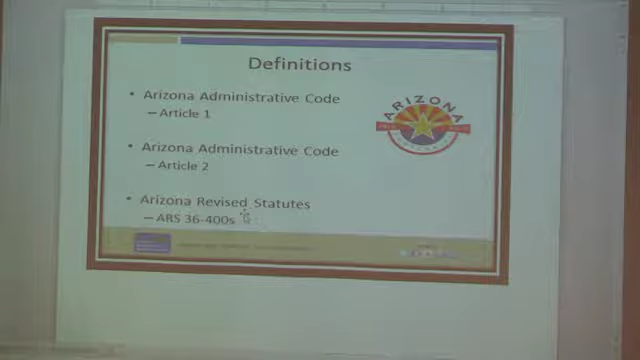 Definitions
• Arizona Administrative Code
– Article 1
ARIZONA
• Arizona Administrative Code
– Article 2
• Arizona Revised Statutes
– ARS 36-400s